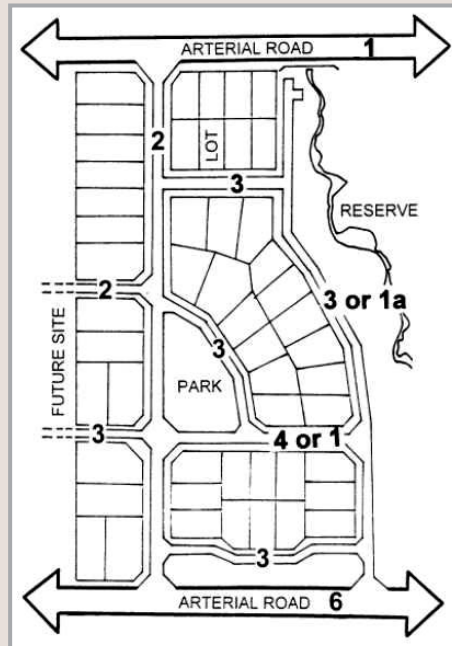 ARTERIAL ROAD 1
2
LOT
3
RESERVE
2
3 or 1a
3
FUTURE SITE
PARK
3
4 or 1
3
ARTERIAL ROAD 6